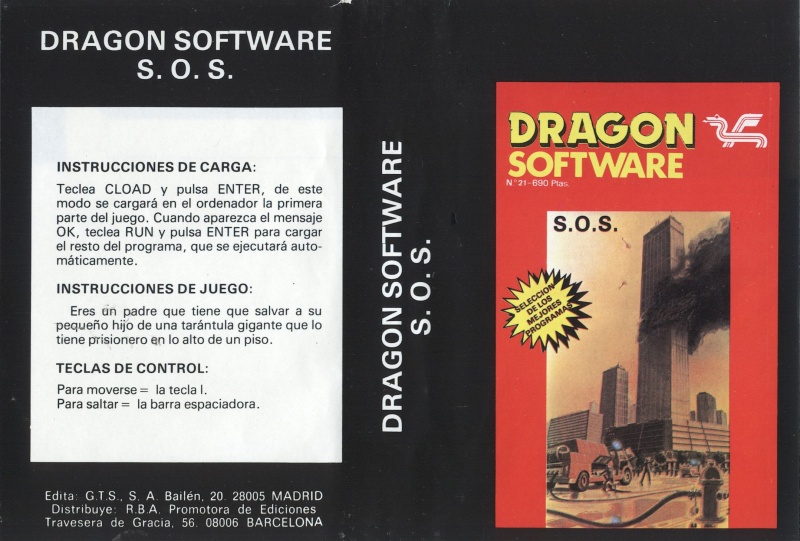 DRAGON SOFTWARE
S. O. S.
INSTRUCCIONES DE CARGA:
Teclea CLOAD y pulsa ENTER, de este
modo se cargará en el ordenador la primera
parte del juego. Cuando aparezca el mensaje
OK, teclea RUN y pulsa ENTER para cargar
el resto del programa, que se ejecutará auto-
máticamente.
INSTRUCCIONES DE JUEGO:
Eres un padre que tiene que salvar a su
pequeño hijo de una tarántula gigante que lo
tiene prisionero en lo alto de un piso.
TECLAS DE CONTROL:
Para moverse = la tecla I.
Para saltar = la barra espaciadora.
Edita: G.T.S., S. A. Bailén, 20. 28005 MADRID
Distribuye: R.B.A. Promotora de Ediciones
Travesera de Gracia, 56. 08006 BARCELONA
DRAGON SOFTWARE
S. O. S.
DRAGON
SOFTWARE
N.º 21-690 Ptas.
S.O.S.
SELECCION
DE LOS
MEJORES
PROGRAMAS